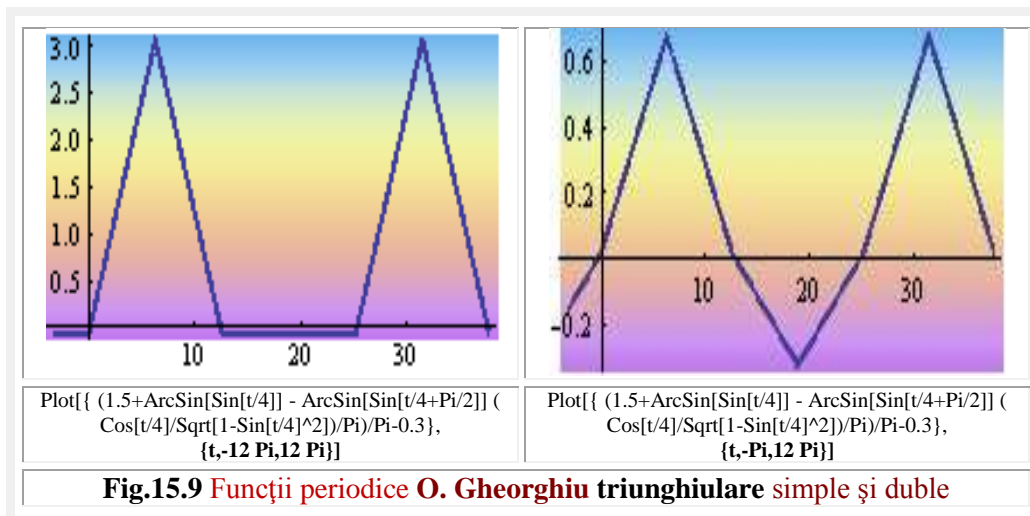 3.0
2.5
2.0
1.5
1.0
0.5
10 20 30
0.6
0.4
0.2
-0.2
10 20 30
Plot[{ (1.5+ArcSin[Sin[t/4]] - ArcSin[Sin[t/4+Pi/2]] (
Cos[t/4]/Sqrt[1-Sin[t/4]^2])/Pi)/Pi-0.3},
{t,-12 Pi,12 Pi}]
Plot[{ (1.5+ArcSin[Sin[t/4]] - ArcSin[Sin[t/4+Pi/2]] (
Cos[t/4]/Sqrt[1-Sin[t/4]^2])/Pi)/Pi-0.3},
{t,-Pi,12 Pi}]
Fig.15.9 Funcţii periodice O. Gheorghiu triunghiulare simple şi duble